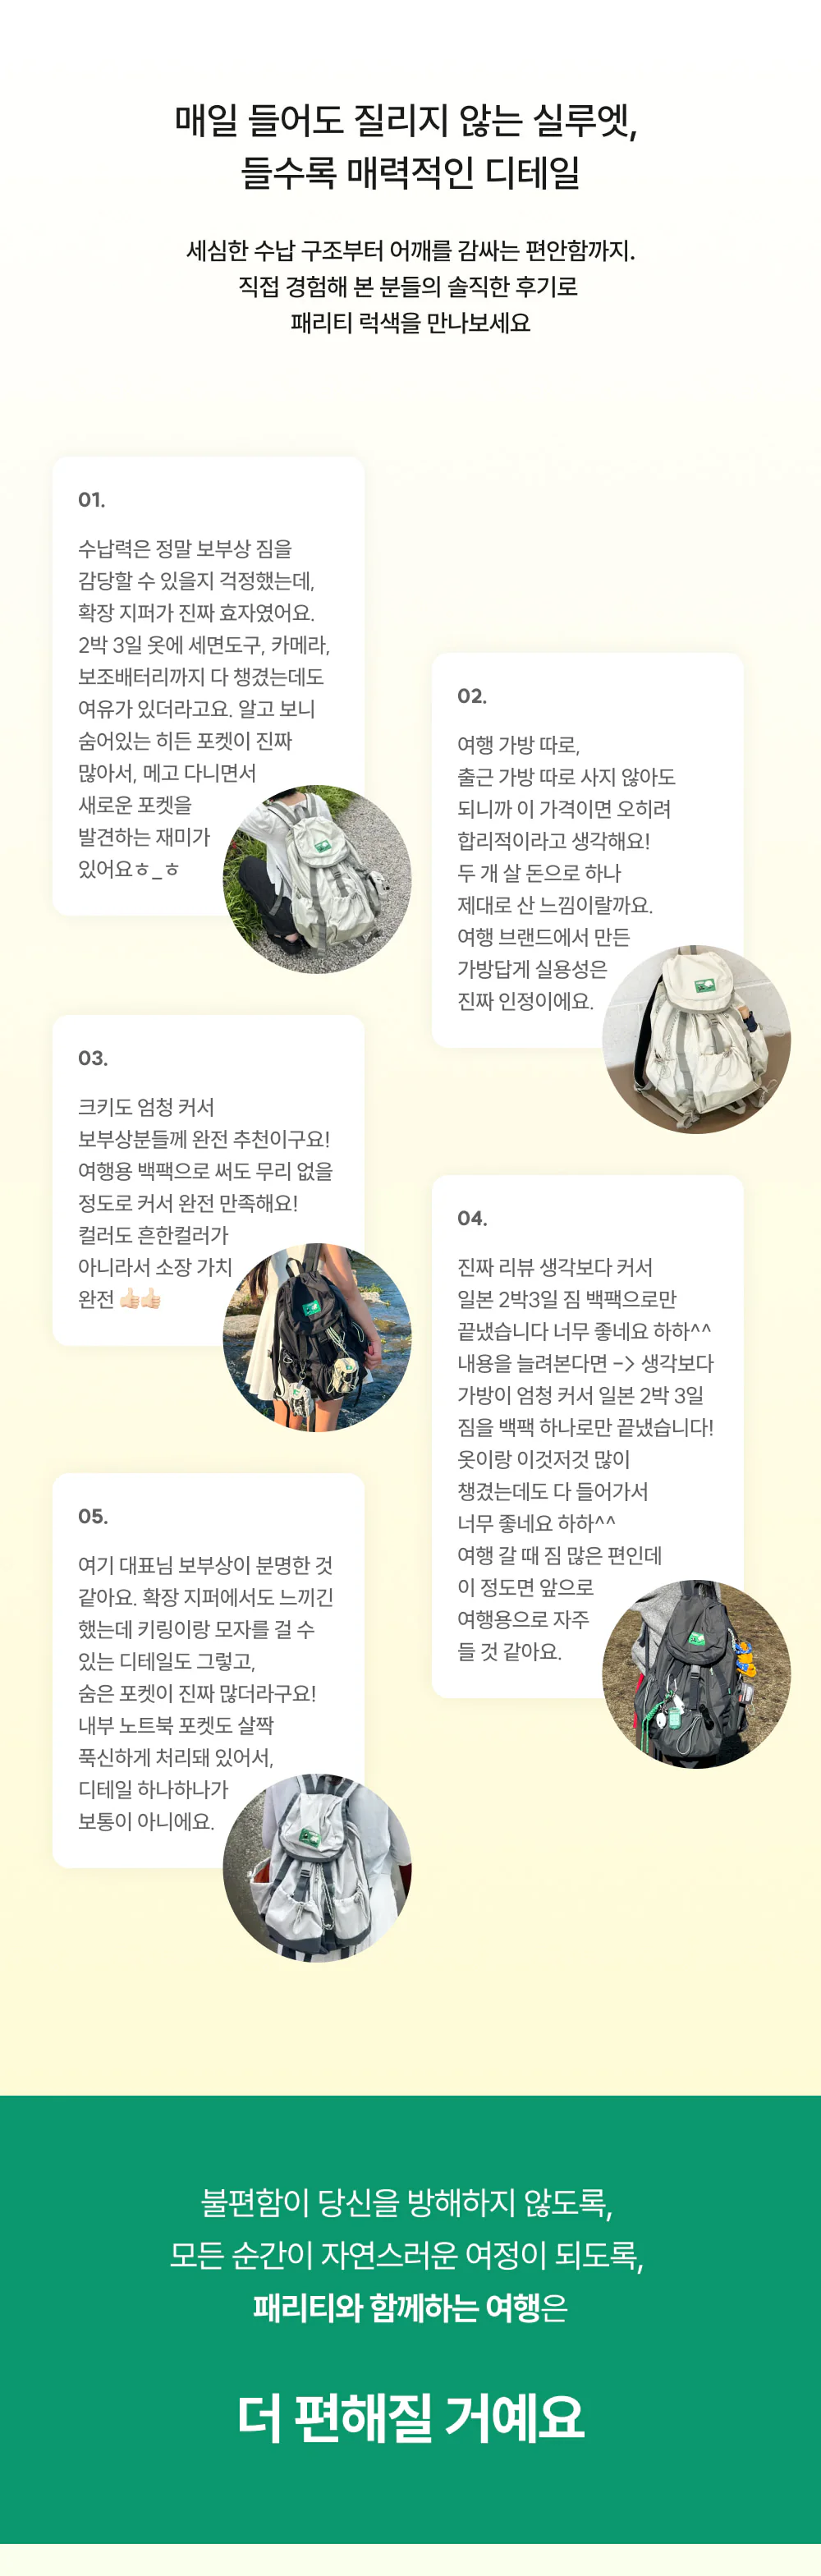 매일 들어도 질리지 않는 실루엣,
들수록 매력적인 디테일
세심한 수납 구조부터 어깨를 감싸는 편안함까지.
직접 경험해 본 분들의 솔직한 후기로
패리티 럭색을 만나보세요
01.
수납력은 정말 보부상 짐을
감당할 수 있을지 걱정했는데,
확장 지퍼가 진짜 효자였어요.
2박 3일 옷에 세면도구, 카메라,
보조배터리까지 다 챙겼는데도
여유가 있더라고요. 알고 보니
숨어있는 히든 포켓이 진짜
많아서, 메고 다니면서
새로운 포켓을
발견하는 재미가
있어요ㅎ_ㅎ
02.
여행 가방 따로,
출근 가방 따로 사지 않아도
되니까 이 가격이면 오히려
합리적이라고 생각해요!
두 개 살 돈으로 하나
제대로 산 느낌이랄까요.
여행 브랜드에서 만든
가방답게 실용성은
진짜 인정이에요.
03.
크키도 엄청 커서
보부상분들께 완전 추천이구요!
여행용 백팩으로 써도 무리 없을
정도로 커서 완전 만족해요!
컬러도 흔한컬러가
아니라서 소장 가치
완전 👍🏻👍🏻
04.
진짜 리뷰 생각보다 커서
일본 2박3일 짐 백팩으로만
끝냈습니다 너무 좋네요 하하^^
내용을 늘려본다면 -> 생각보다
가방이 엄청 커서 일본 2박 3일
짐을 백팩 하나로만 끝냈습니다!
옷이랑 이것저것 많이
챙겼는데도 다 들어가서
너무 좋네요 하하^^
여행 갈 때 짐 많은 편인데
이 정도면 앞으로
여행용으로 자주
들 것 같아요.
05.
여기 대표님 보부상이 분명한 것
같아요. 확장 지퍼에서도 느끼긴
했는데 키링이랑 모자를 걸 수
있는 디테일도 그렇고,
숨은 포켓이 진짜 많더라구요!
내부 노트북 포켓도 살짝
푹신하게 처리돼 있어서,
디테일 하나하나가
보통이 아니에요.
불편함이 당신을 방해하지 않도록,
모든 순간이 자연스러운 여정이 되도록,
패리티와 함께하는 여행은
더 편해질 거예요